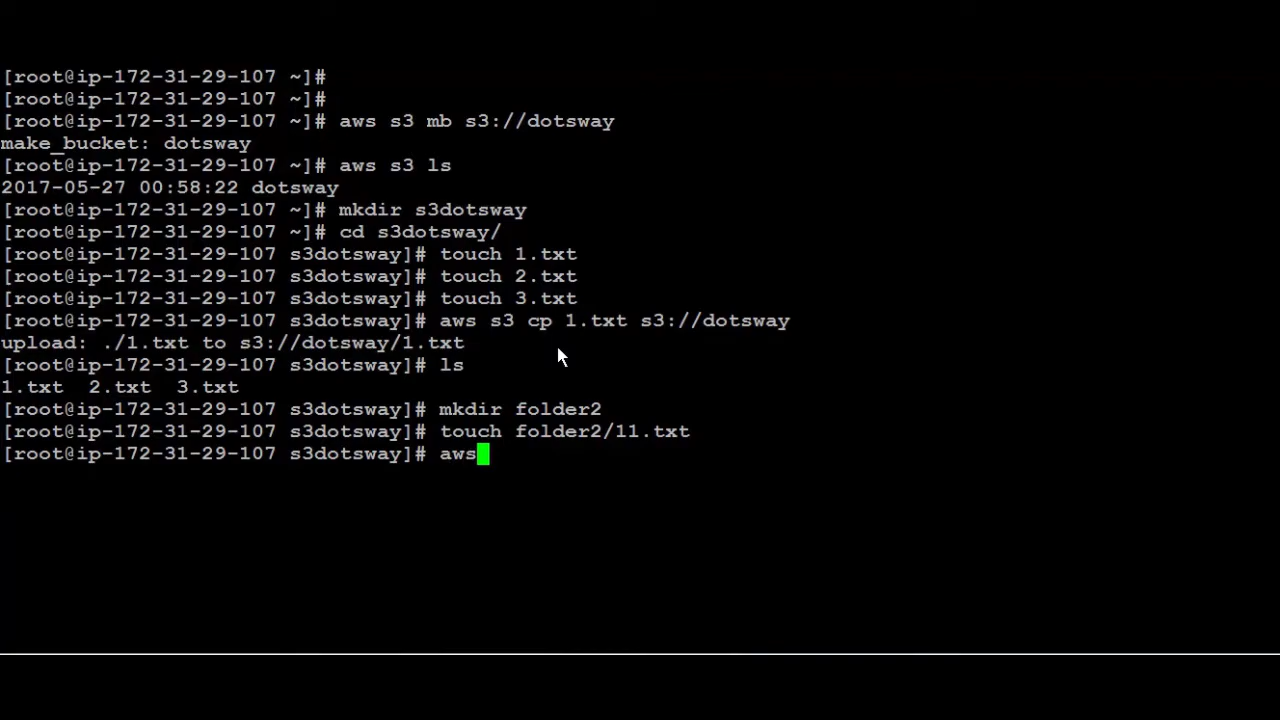 [root@ip-172-31-29-107 ~]#
[root@ip-172-31-29-107 ~]#
[root@ip-172-31-29-107 ~]# aws s3 mb s3://dotsway
make_bucket: dotsway
[root@ip-172-31-29-107 ~]# aws s3 ls
2017-05-27 00:58:22 dotsway
[root@ip-172-31-29-107 ~]# mkdir s3dotsway
[root@ip-172-31-29-107 ~]# cd s3dotsway/
[root@ip-172-31-29-107 s3dotsway]# touch 1.txt
[root@ip-172-31-29-107 s3dotsway]# touch 2.txt
[root@ip-172-31-29-107 s3dotsway]# touch 3.txt
[root@ip-172-31-29-107 s3dotsway]# aws s3 cp 1.txt s3://dotsway
upload: ./1.txt to s3://dotsway/1.txt
[root@ip-172-31-29-107 s3dotsway]# ls
1.txt  2.txt  3.txt
[root@ip-172-31-29-107 s3dotsway]# mkdir folder2
[root@ip-172-31-29-107 s3dotsway]# touch folder2/11.txt
[root@ip-172-31-29-107 s3dotsway]# aws